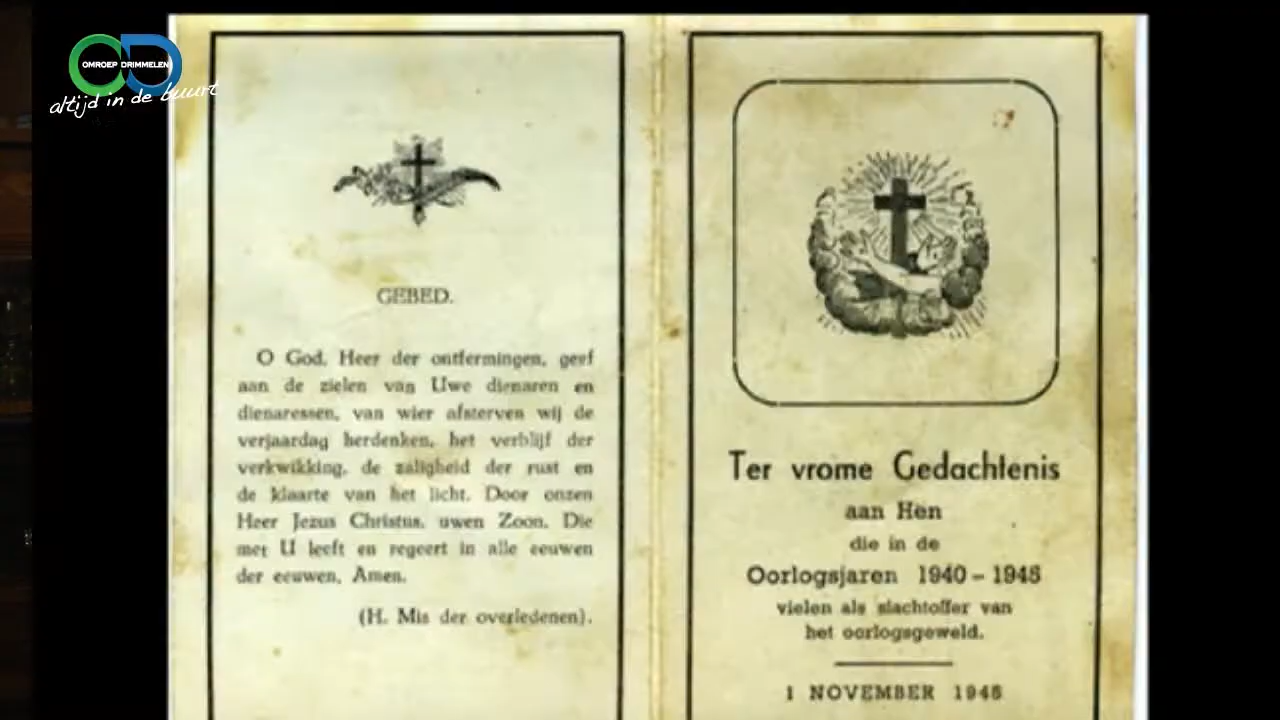 OMROEP DRIMMELEN
altijd in de buurt
GEBED.
O God, Heer der ontfermingen, geef
aan de zielen van Uwe dienaren en
dienaressen, van wier afsterven wij de
verjaardag herdenken, het verblijf der
verkwikking, de zaligheid der rust en
de klaarte van het licht. Door onzen
Heer Jezus Christus, uwen Zoon, Die
met U leeft en regeert in alle eeuwen
der eeuwen, Amen.
(H. Mis der overledenen).
Ter vrome Gedachtenis
aan Hen
die in de
Oorlogsjaren 1940 - 1945
vielen als slachtoffer van
het oorlogsgeweld.
1 NOVEMBER 1945